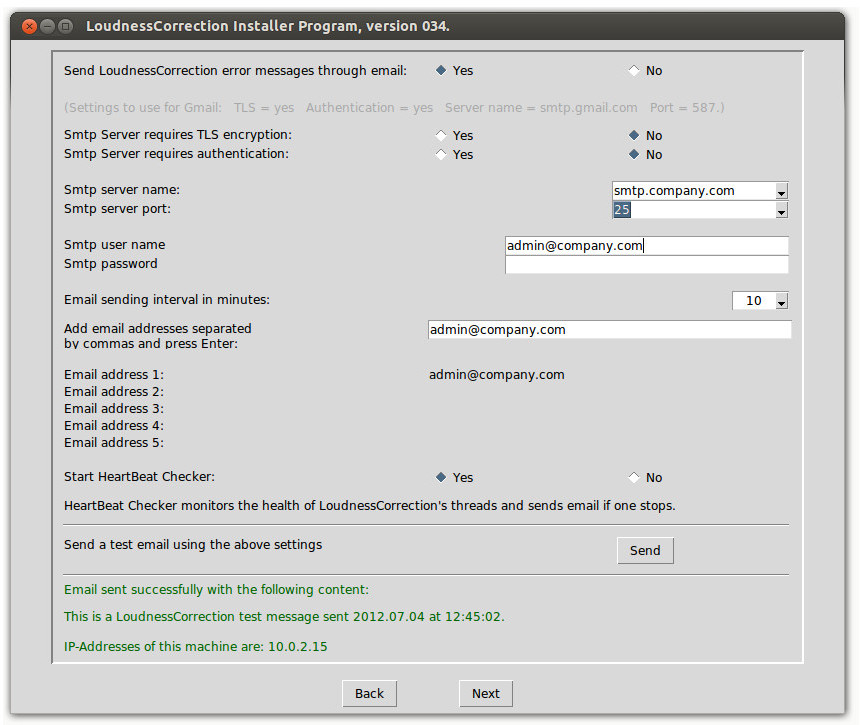 LoudnessCorrection Installer Program, version 034.
Send LoudnessCorrection error messages through email: Yes No
(Settings to use for Gmail: TLS = yes Authentication = yes Server name = smtp.gmail.com Port = 587.)
Smtp Server requires TLS encryption: Yes No
Smtp Server requires authentication: Yes No
Smtp server name: smtp.company.com
Smtp server port: 25
Smtp user name admin@company.com
Smtp password
Email sending interval in minutes: 10
Add email addresses separated
by commas and press Enter: admin@company.com
Email address 1: admin@company.com
Email address 2:
Email address 3:
Email address 4:
Email address 5:
Start HeartBeat Checker: Yes No
HeartBeat Checker monitors the health of LoudnessCorrection's threads and sends email if one stops.
Send a test email using the above settings Send
Email sent successfully with the following content:
This is a LoudnessCorrection test message sent 2012.07.04 at 12:45:02.
IP-Addresses of this machine are: 10.0.2.15
Back Next